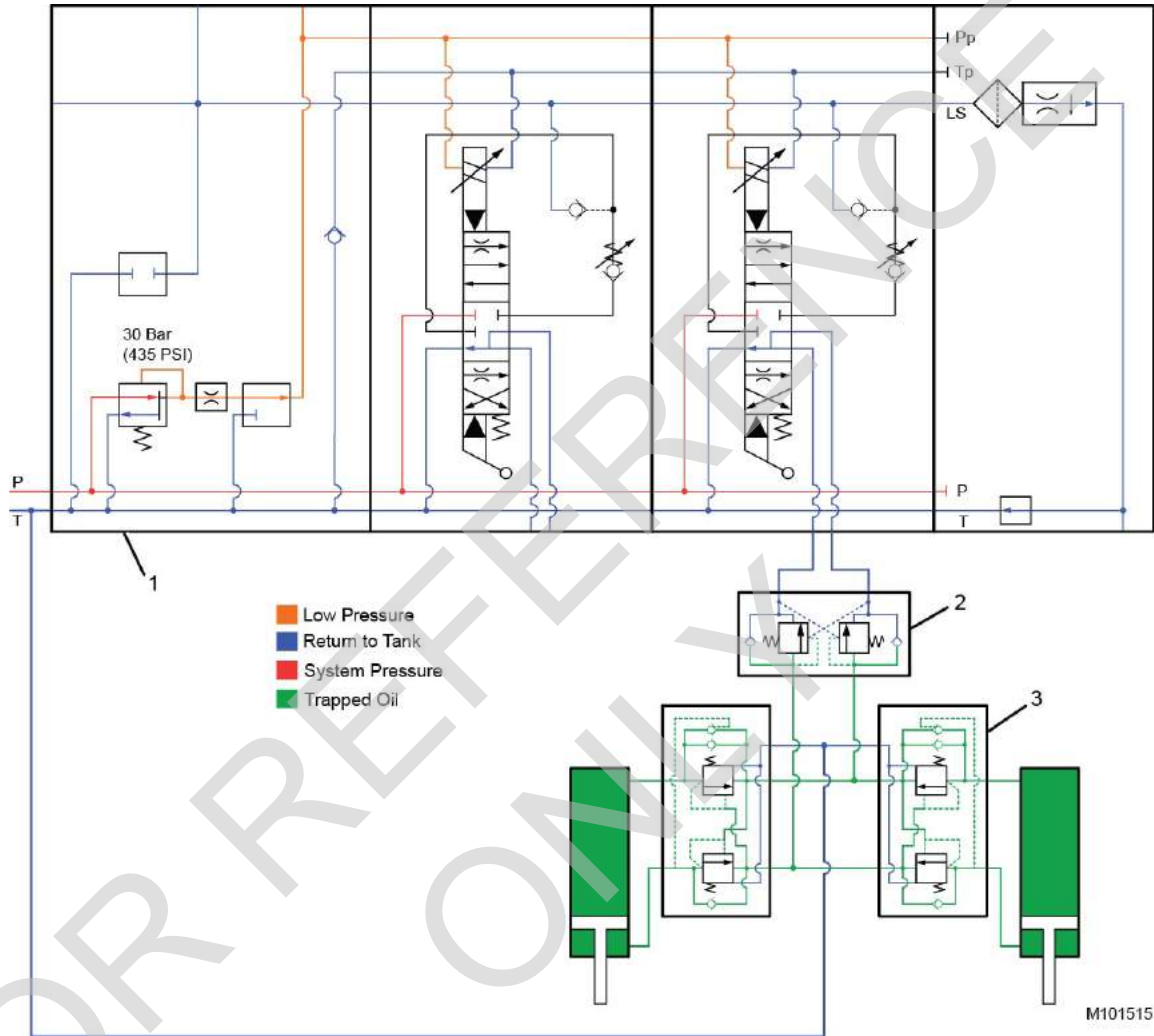 Pp
Tp
LS
30 Bar
(435 PSI)
P
P
T
T
1
2
Low Pressure
Return to Tank
System Pressure
Trapped Oil
3
M101515
FOR REFERENCE
ONLY